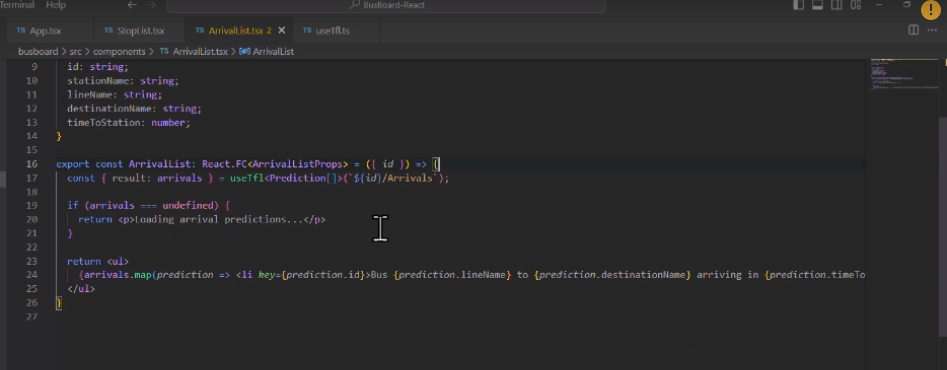 Terminal Help BusBoard-React
TS App.tsx TS StopList.tsx TS ArrivalList.tsx 2 TS useTfl.ts
busboard > src > components > TS ArrivalList.tsx > ArrivalList
9 id: string;
10 stationName: string;
11 lineName: string;
12 destinationName: string;
13 timeToStation: number;
14 }
15
16 export const ArrivalList: React.FC<ArrivalListProps> = ({ id }) => {
17 const { result: arrivals } = useTfl<Prediction[]>(`${id}/Arrivals`);
18
19 if (arrivals === undefined) {
20 return <p>Loading arrival predictions...</p>
21 }
22
23 return <ul>
24 {arrivals.map(prediction => <li key={prediction.id}>Bus {prediction.lineName} to {prediction.destinationName} arriving in {prediction.timeTo
25 </ul>
26 }
27